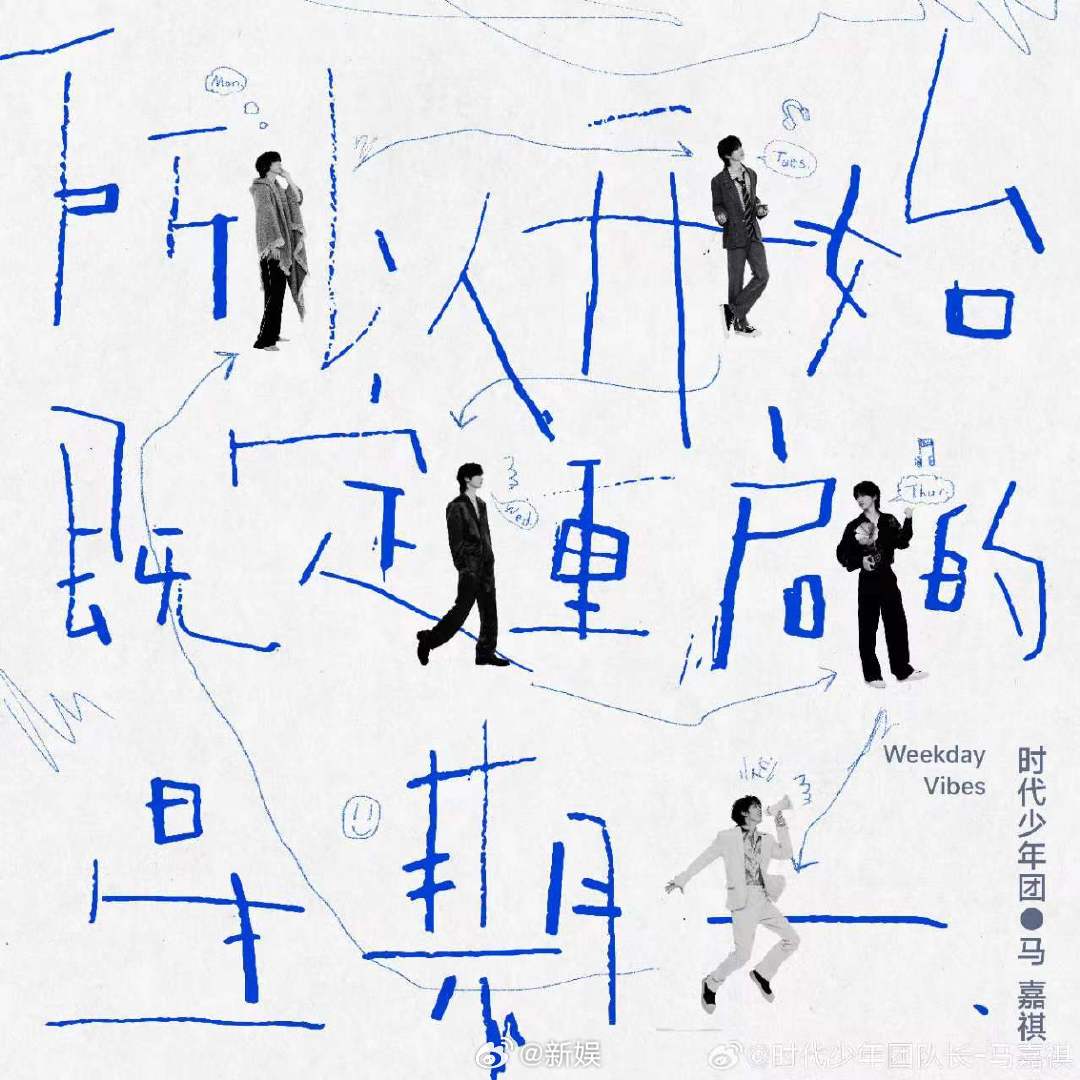 Mon.
Tues.
所以开始
Wed
Thur.
既定重启的
Weekday
Vibes
时代少年团●马嘉祺
星期一、
@新娱
@时代少年团队长-马嘉祺